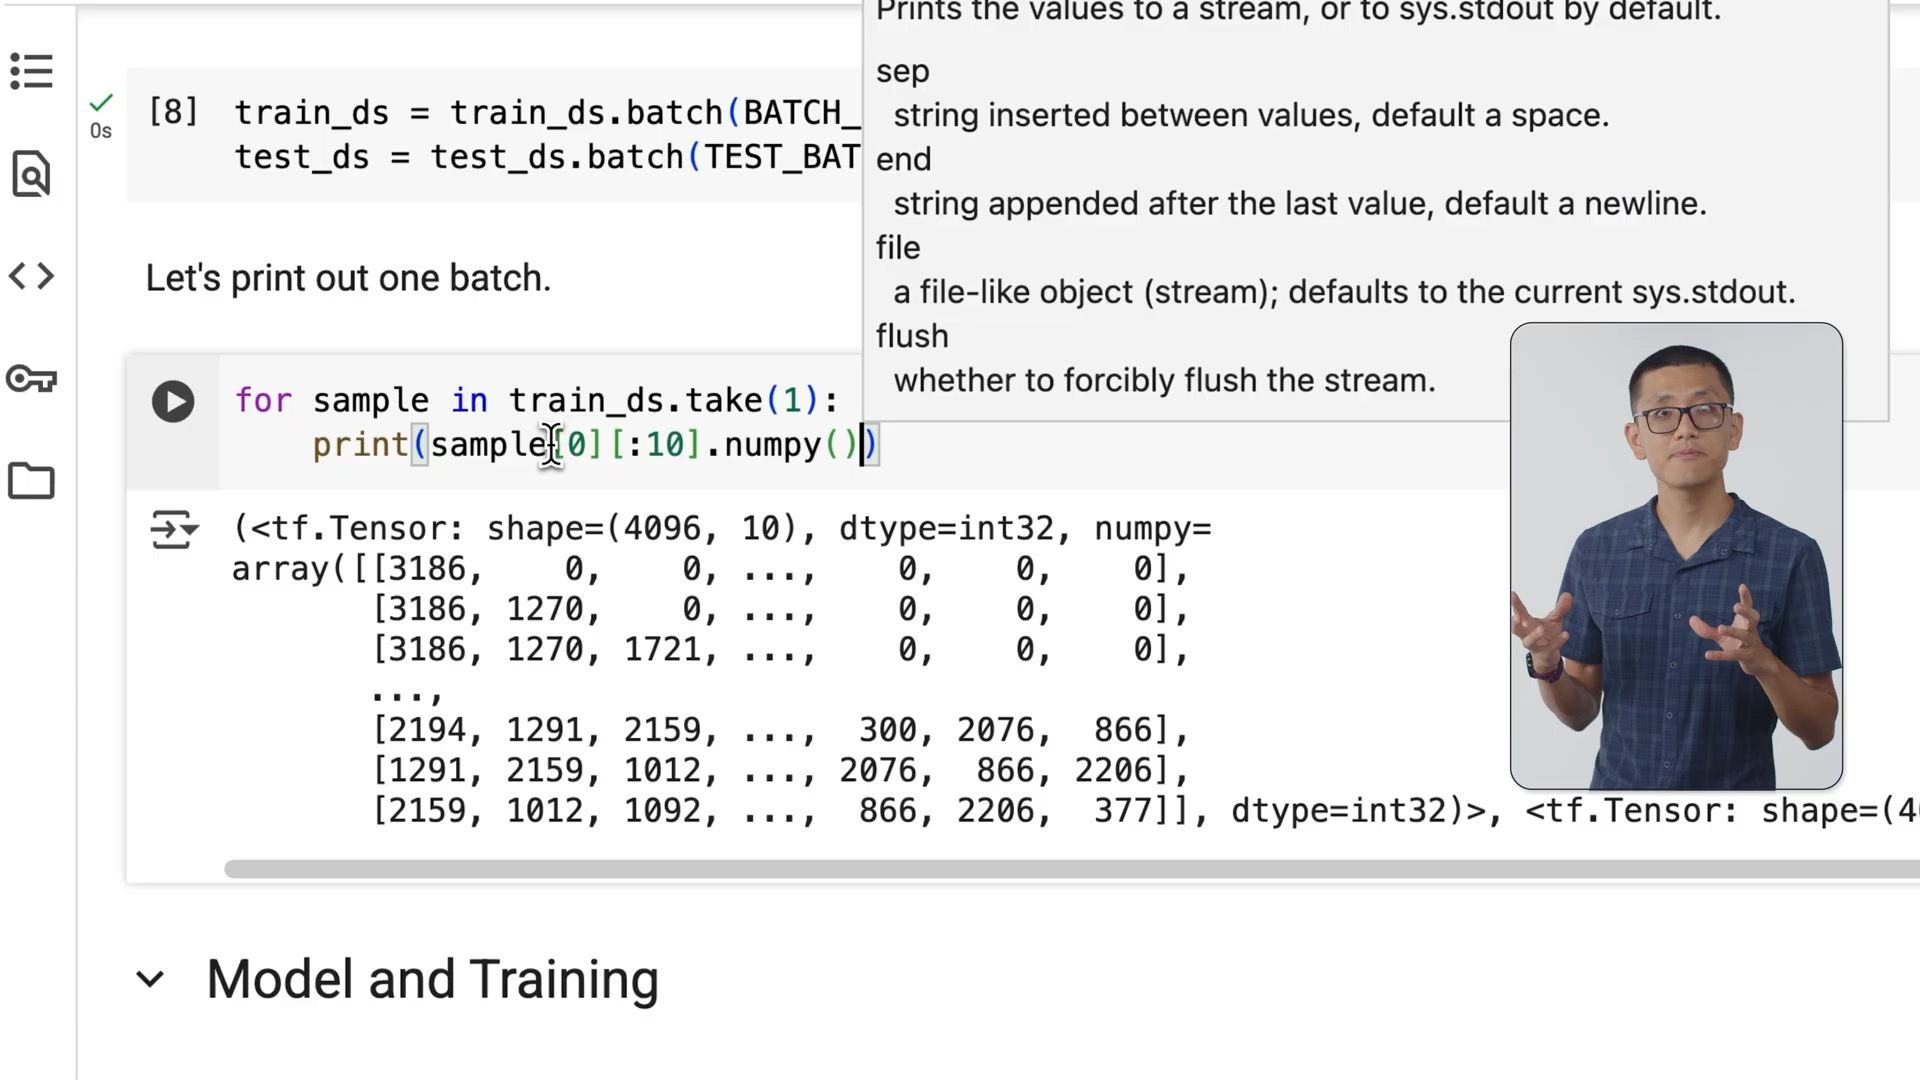 Prints the values to a stream, or to sys.stdout by default.
sep
string inserted between values, default a space.
end
string appended after the last value, default a newline.
file
a file-like object (stream); defaults to the current sys.stdout.
flush
whether to forcibly flush the stream.
0s
[8] train_ds = train_ds.batch(BATCH_
test_ds = test_ds.batch(TEST_BAT
Let's print out one batch.
for sample in train_ds.take(1):
print(sample[0][:10].numpy())
(<tf.Tensor: shape=(4096, 10), dtype=int32, numpy=
array([[3186, 0, 0, ..., 0, 0, 0],
[3186, 1270, 0, ..., 0, 0, 0],
[3186, 1270, 1721, ..., 0, 0, 0],
...,
[2194, 1291, 2159, ..., 300, 2076, 866],
[1291, 2159, 1012, ..., 2076, 866, 2206],
[2159, 1012, 1092, ..., 866, 2206, 377]], dtype=int32)>, <tf.Tensor: shape=(4
Model and Training